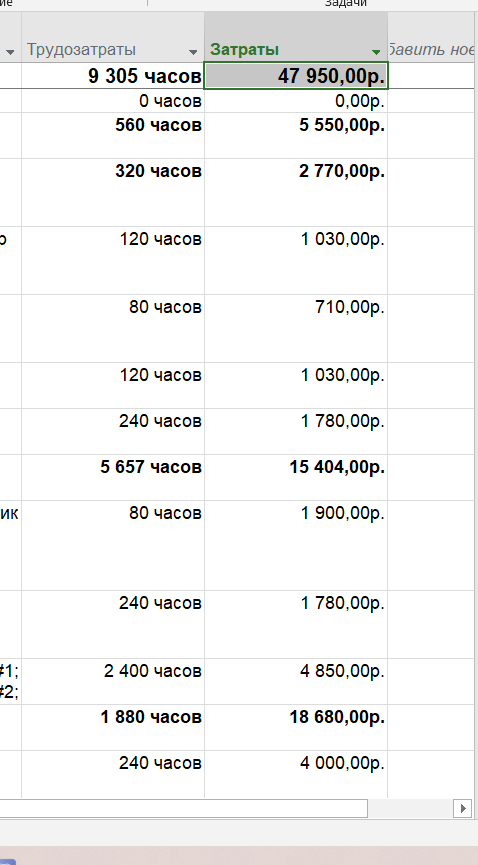 ие Задачи
Трудозатраты Затраты бавить нов
9 305 часов 47 950,00р.
0 часов 0,00р.
560 часов 5 550,00р.
320 часов 2 770,00р.
р 120 часов 1 030,00р.
80 часов 710,00р.
120 часов 1 030,00р.
240 часов 1 780,00р.
5 657 часов 15 404,00р.
ик 80 часов 1 900,00р.
240 часов 1 780,00р.
#1; 2 400 часов 4 850,00р.
#2;
1 880 часов 18 680,00р.
240 часов 4 000,00р.